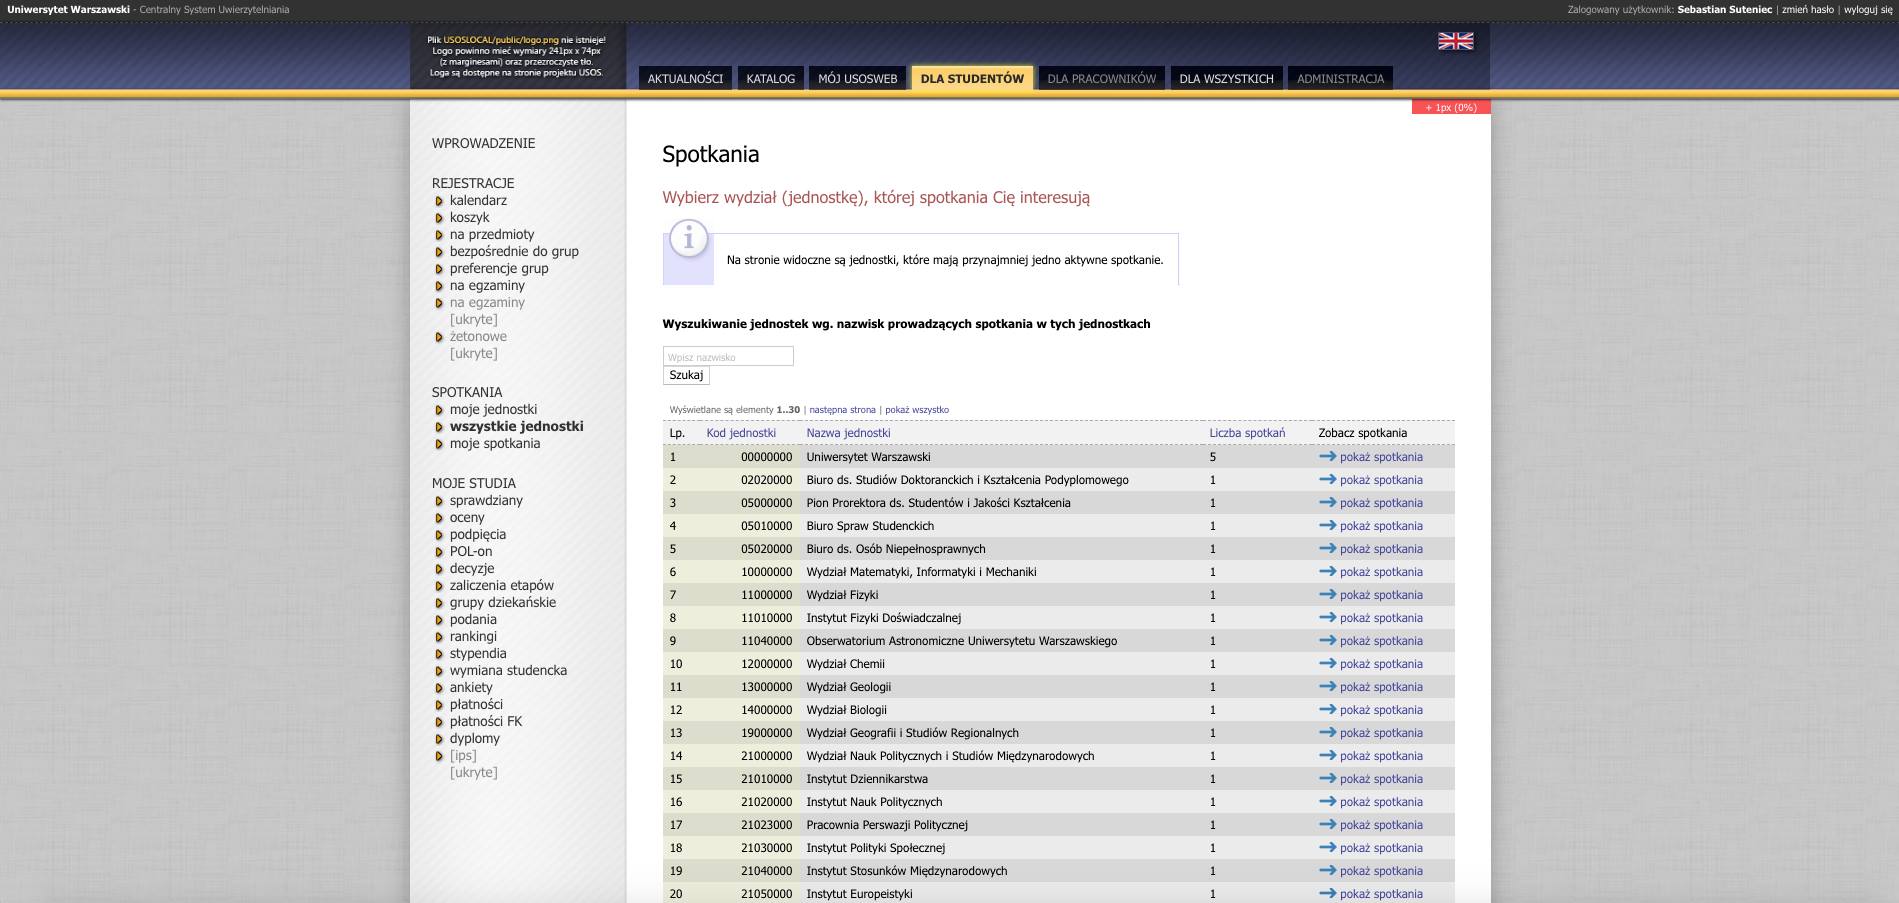 Uniwersytet Warszawski - Centralny System Uwierzytelniania
Zalogowany użytkownik: Sebastian Suteniec | zmień hasło | wyloguj się
Plik USOSLOCAL/public/logo.png nie istnieje!
Logo powinno mieć wymiary 241px x 74px
(z marginesami) oraz przezroczyste tło.
Loga są dostępne na stronie projektu USOS.
AKTUALNOŚCI KATALOG MÓJ USOSWEB DLA STUDENTÓW DLA PRACOWNIKÓW DLA WSZYSTKICH ADMINISTRACJA
+ 1px (0%)
WPROWADZENIE
REJESTRACJE
kalendarz
koszyk
na przedmioty
bezpośrednie do grup
preferencje grup
na egzaminy
na egzaminy
[ukryte]
żetonowe
[ukryte]
SPOTKANIA
moje jednostki
wszystkie jednostki
moje spotkania
MOJE STUDIA
sprawdziany
oceny
podpięcia
POL-on
decyzje
zaliczenia etapów
grupy dziekańskie
podania
rankingi
stypendia
wymiana studencka
ankiety
płatności
płatności FK
dyplomy
[ips]
[ukryte]
Spotkania
Wybierz wydział (jednostkę), której spotkania Cię interesują
i
Na stronie widoczne są jednostki, które mają przynajmniej jedno aktywne spotkanie.
Wyszukiwanie jednostek wg. nazwisk prowadzących spotkania w tych jednostkach
Wpisz nazwisko
Szukaj
Wyświetlane są elementy 1..30 | następna strona | pokaż wszystko
Lp. Kod jednostki Nazwa jednostki Liczba spotkań Zobacz spotkania
1 00000000 Uniwersytet Warszawski 5 pokaż spotkania
2 02020000 Biuro ds. Studiów Doktoranckich i Kształcenia Podyplomowego 1 pokaż spotkania
3 05000000 Pion Prorektora ds. Studentów i Jakości Kształcenia 1 pokaż spotkania
4 05010000 Biuro Spraw Studenckich 1 pokaż spotkania
5 05020000 Biuro ds. Osób Niepełnosprawnych 1 pokaż spotkania
6 10000000 Wydział Matematyki, Informatyki i Mechaniki 1 pokaż spotkania
7 11000000 Wydział Fizyki 1 pokaż spotkania
8 11010000 Instytut Fizyki Doświadczalnej 1 pokaż spotkania
9 11040000 Obserwatorium Astronomiczne Uniwersytetu Warszawskiego 1 pokaż spotkania
10 12000000 Wydział Chemii 1 pokaż spotkania
11 13000000 Wydział Geologii 1 pokaż spotkania
12 14000000 Wydział Biologii 1 pokaż spotkania
13 19000000 Wydział Geografii i Studiów Regionalnych 1 pokaż spotkania
14 21000000 Wydział Nauk Politycznych i Studiów Międzynarodowych 1 pokaż spotkania
15 21010000 Instytut Dziennikarstwa 1 pokaż spotkania
16 21020000 Instytut Nauk Politycznych 1 pokaż spotkania
17 21023000 Pracownia Perswazji Politycznej 1 pokaż spotkania
18 21030000 Instytut Polityki Społecznej 1 pokaż spotkania
19 21040000 Instytut Stosunków Międzynarodowych 1 pokaż spotkania
20 21050000 Instytut Europeistyki 1 pokaż spotkania